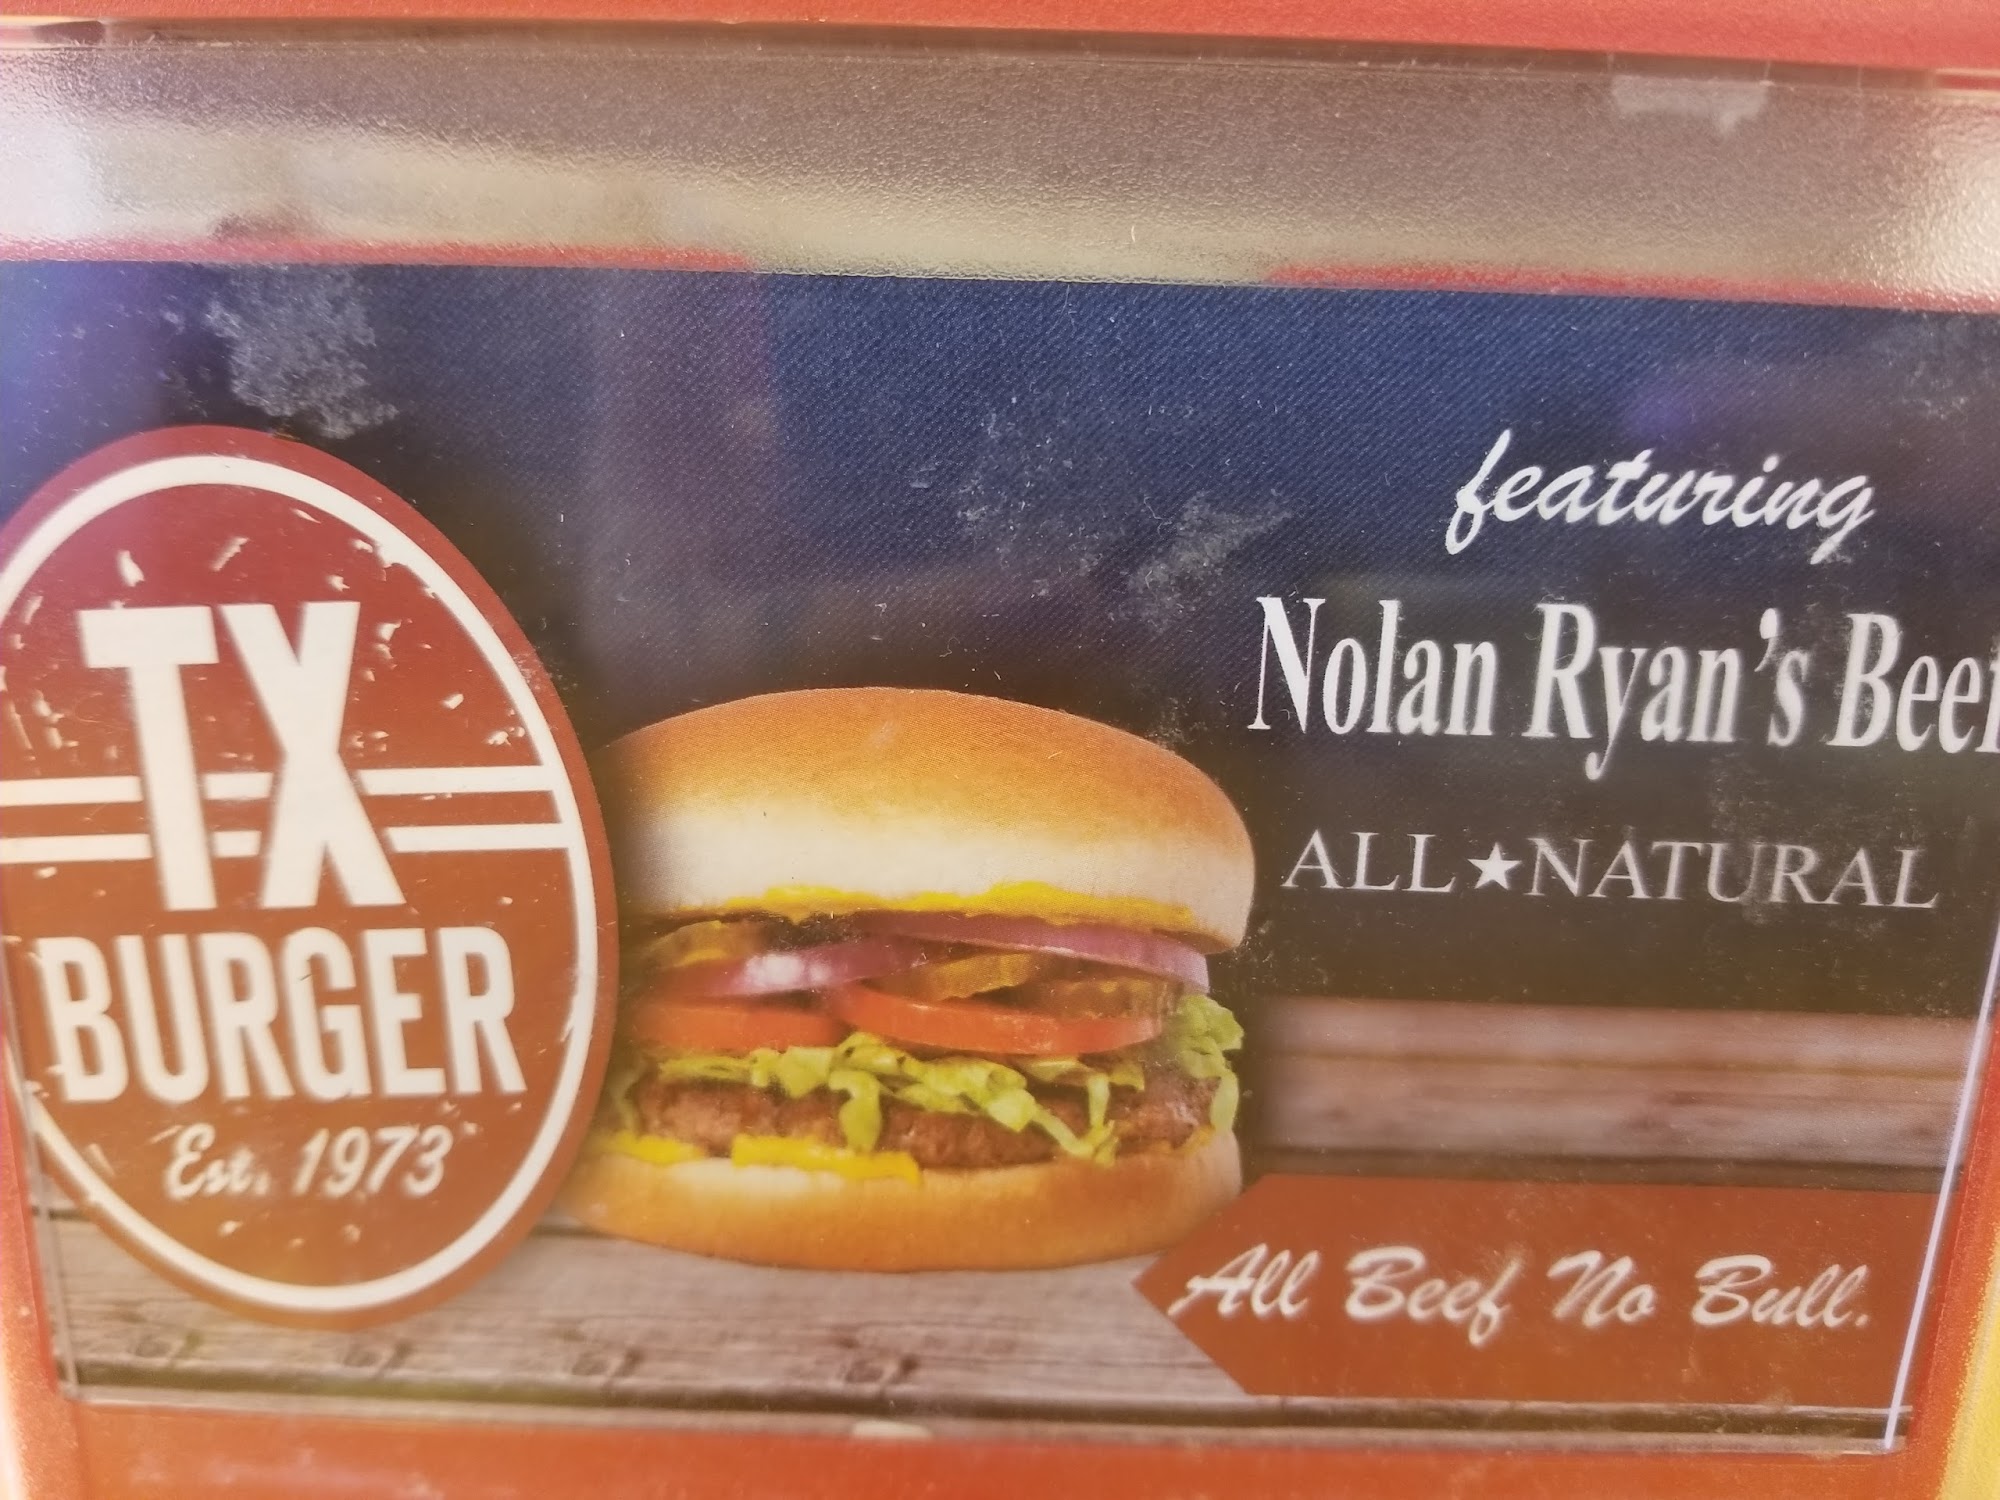 TX
BURGER
Est. 1973
featuring
Nolan Ryan's Beef
ALL★NATURAL
All Beef No Bull.